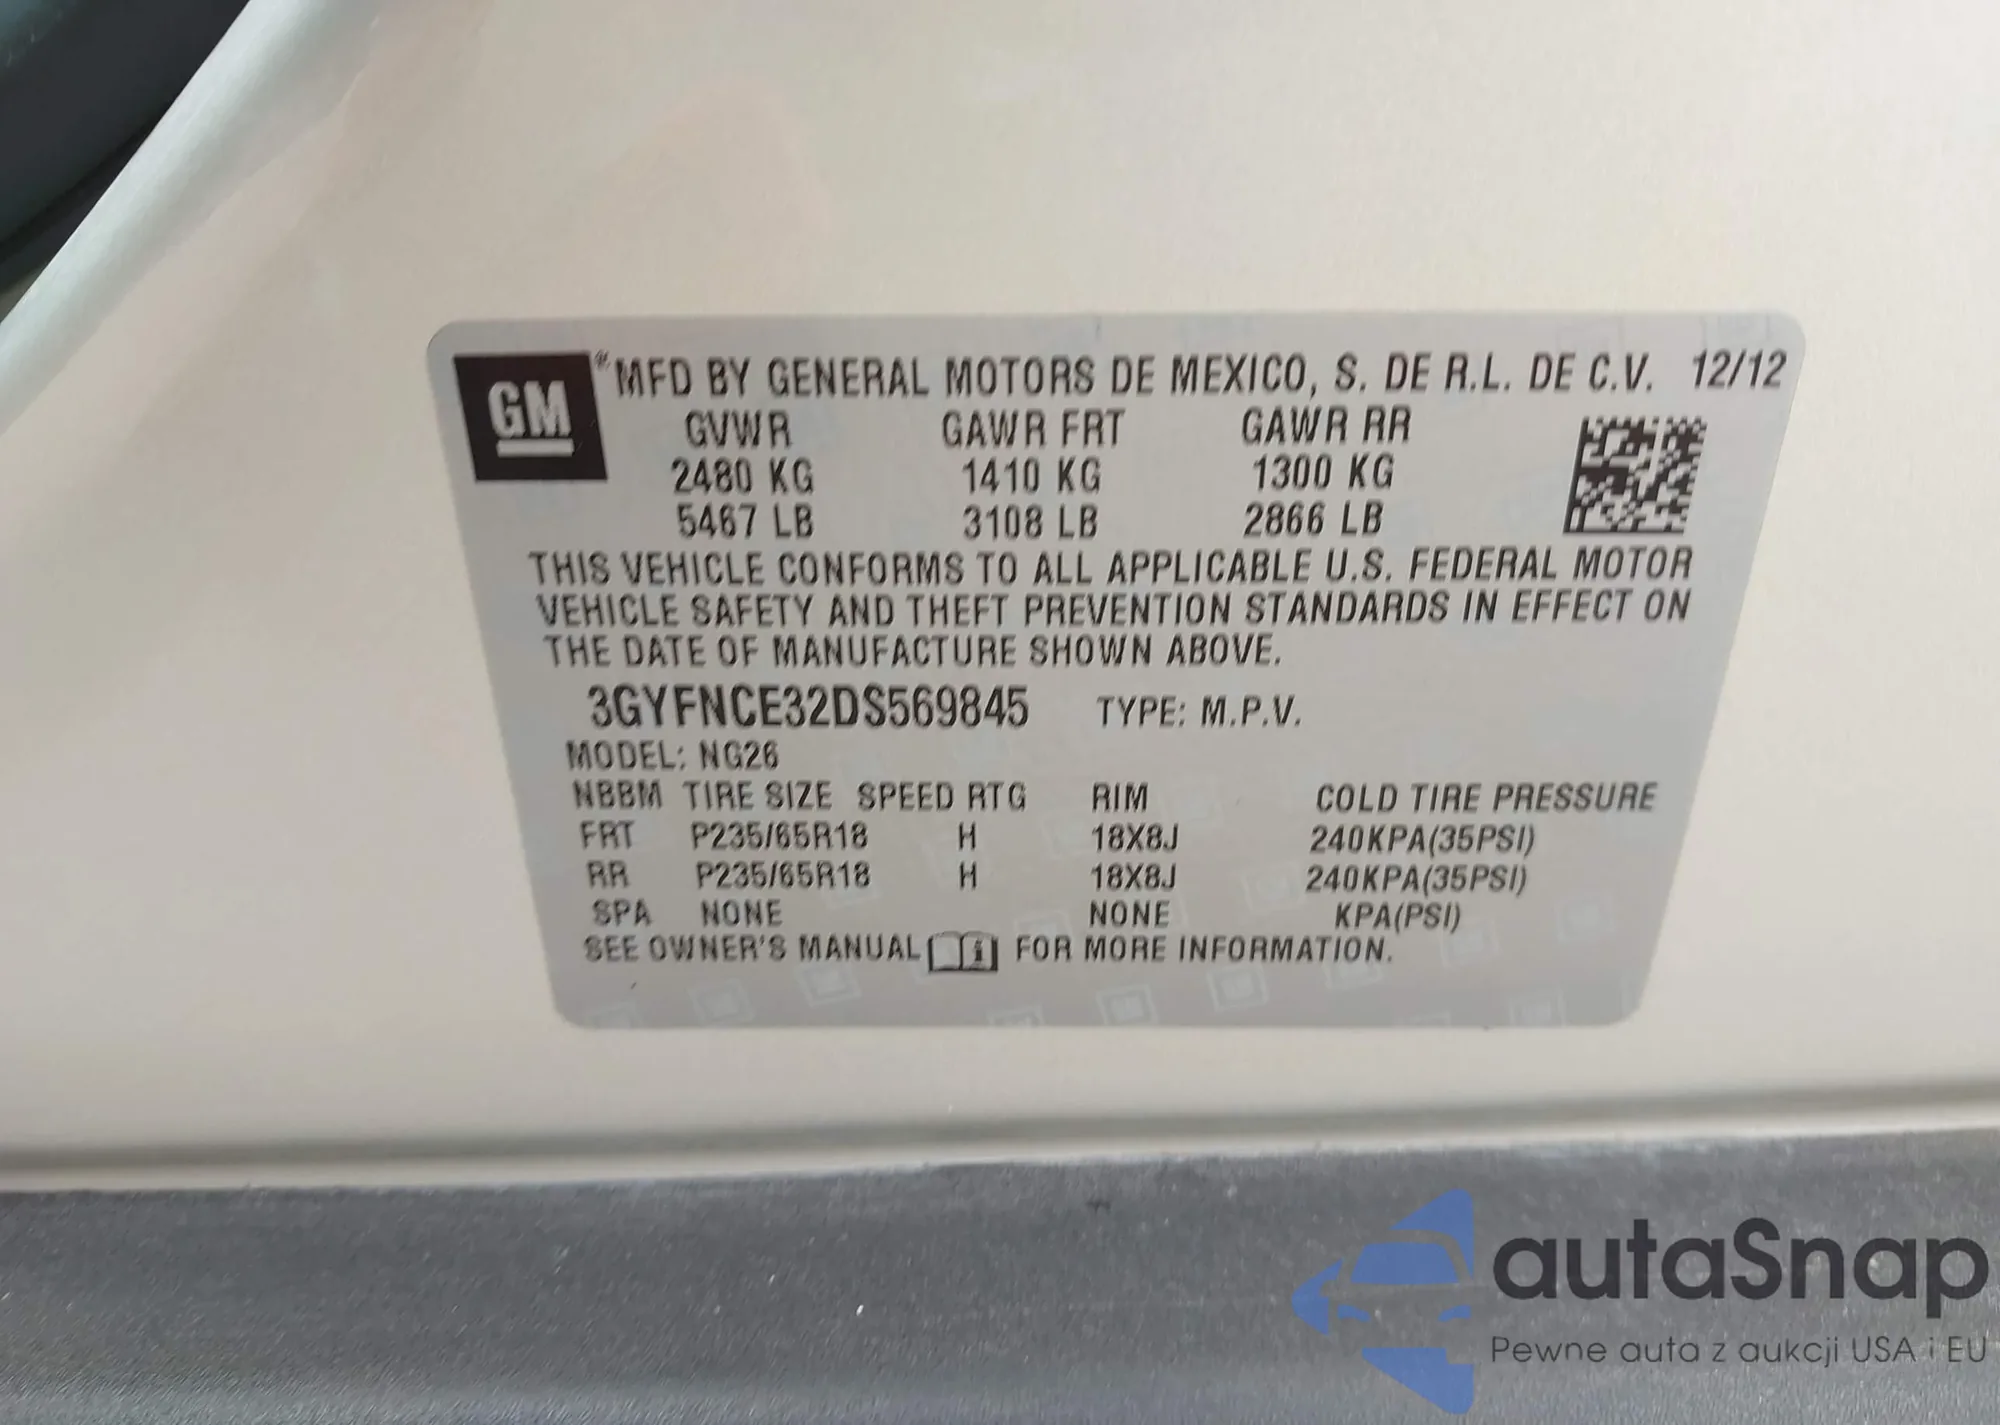 GM
MFD BY GENERAL MOTORS DE MEXICO, S. DE R.L. DE C.V. 12/12
GVWR GAWR FRT GAWR RR
2480 KG 1410 KG 1300 KG
5467 LB 3108 LB 2866 LB
THIS VEHICLE CONFORMS TO ALL APPLICABLE U.S. FEDERAL MOTOR
VEHICLE SAFETY AND THEFT PREVENTION STANDARDS IN EFFECT ON
THE DATE OF MANUFACTURE SHOWN ABOVE.
3GYFNCE32DS569845 TYPE: M.P.V.
MODEL: NG26
NBBM TIRE SIZE SPEED RTG RIM COLD TIRE PRESSURE
FRT P235/65R18 H 18X8J 240KPA(35PSI)
RR P235/65R18 H 18X8J 240KPA(35PSI)
SPA NONE NONE KPA(PSI)
SEE OWNER'S MANUAL i FOR MORE INFORMATION.
autaSnap
Pewne auta z aukcji USA i EU